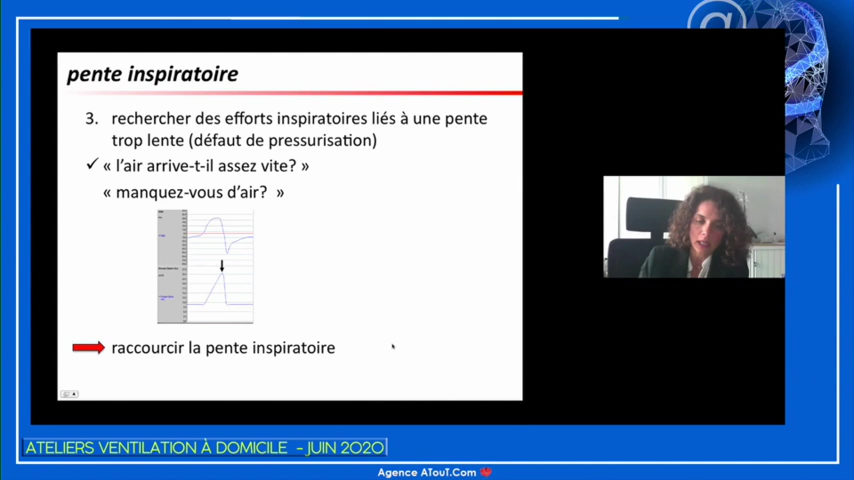 pente inspiratoire
3. rechercher des efforts inspiratoires liés à une pente
trop lente (défaut de pressurisation)
✓ « l’air arrive-t-il assez vite? »
« manquez-vous d’air? »
raccourcir la pente inspiratoire
ATELIERS VENTILATION À DOMICILE - JUIN 2020
Agence ATouT.Com